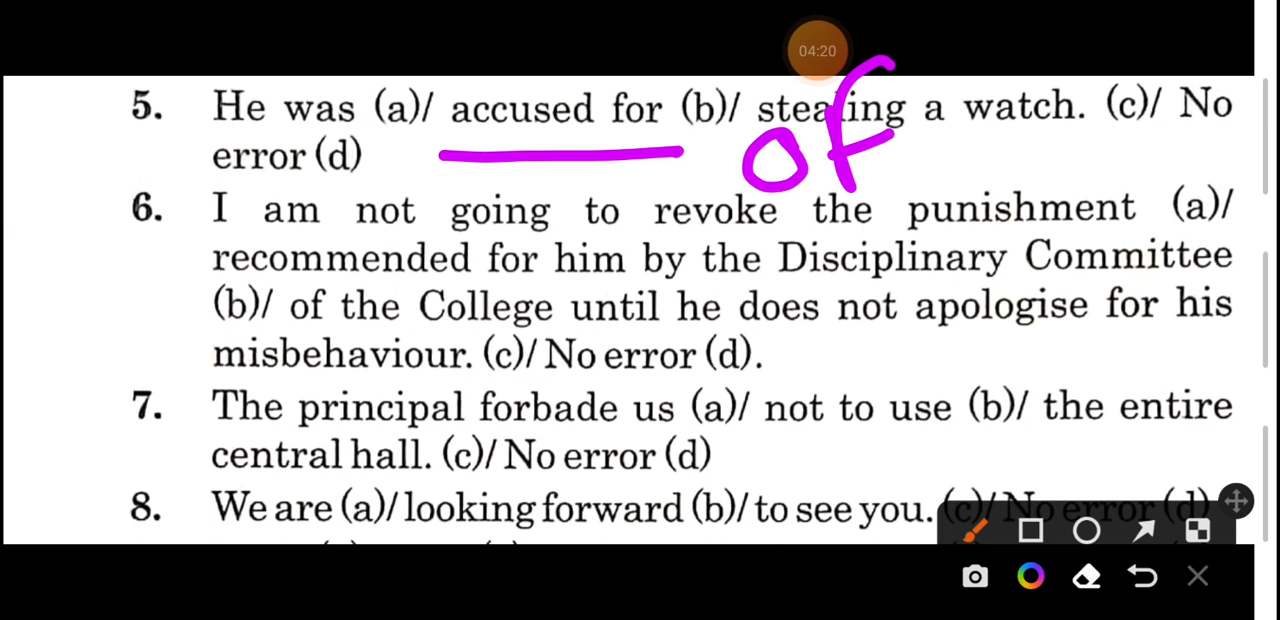 04:20
5. He was (a)/ accused for (b)/ stealing a watch. (c)/ No
of
error (d)
6. I am not going to revoke the punishment (a)/
recommended for him by the Disciplinary Committee
(b)/ of the College until he does not apologise for his
misbehaviour. (c)/ No error (d).
7. The principal forbade us (a)/ not to use (b)/ the entire
central hall. (c)/ No error (d)
8. We are (a)/ looking forward (b)/ to see you. (c)/ No error (d)